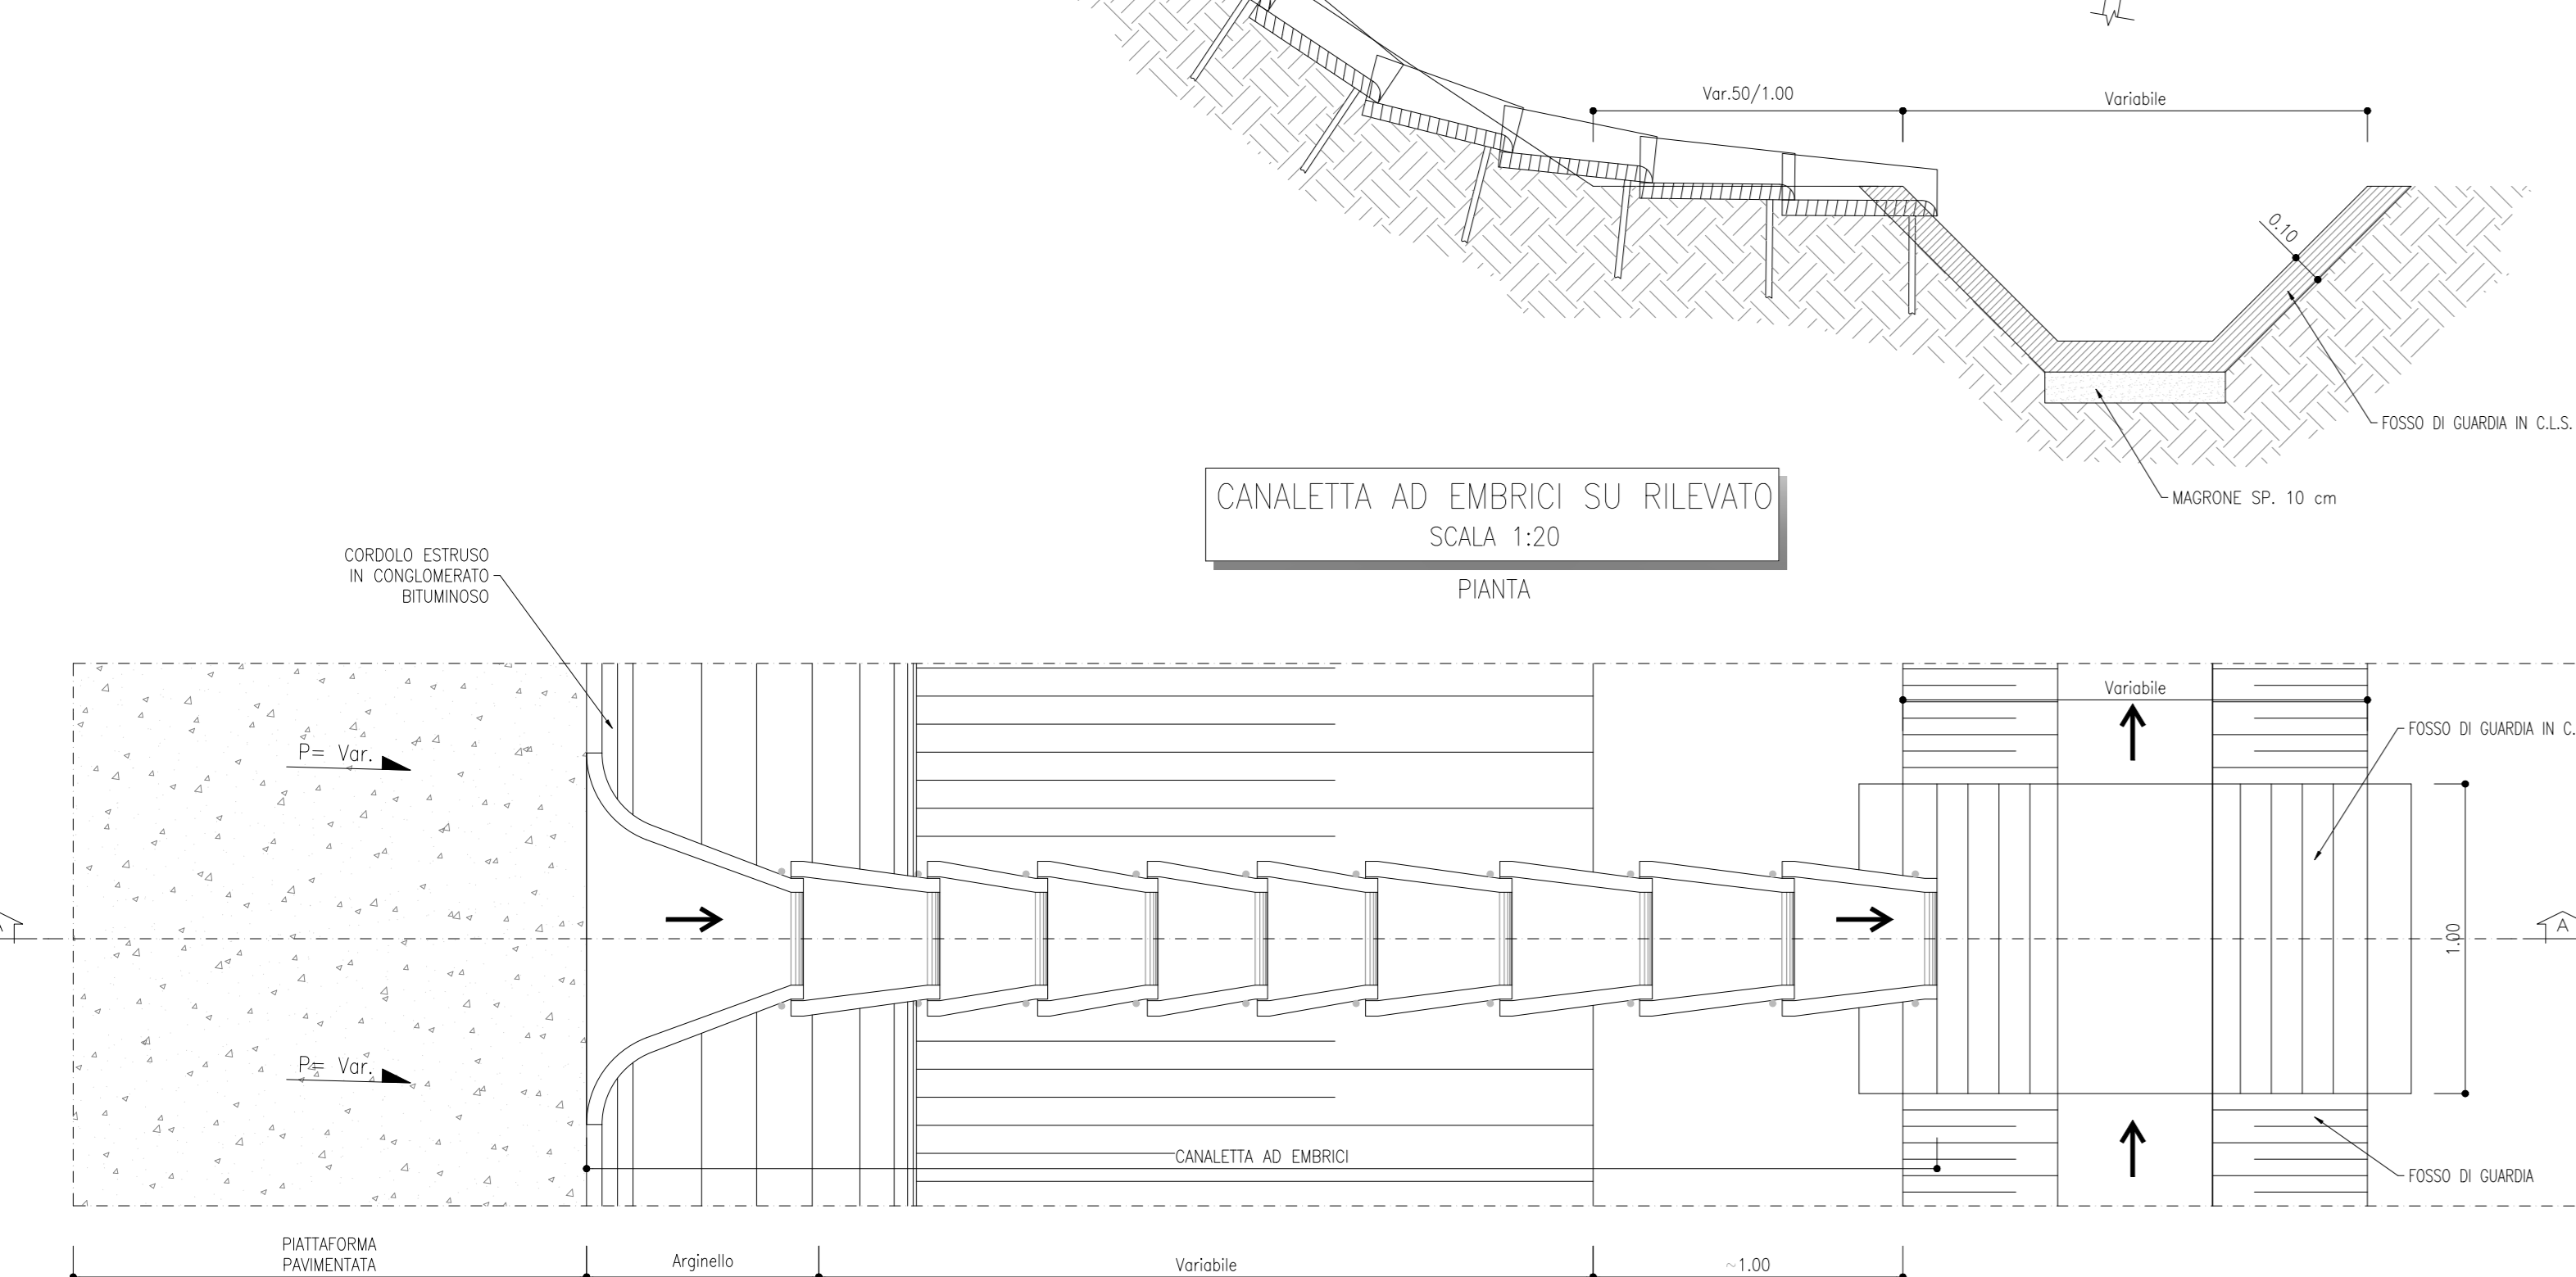 Var.50/1.00
Variabile
0.10
FOSSO DI GUARDIA IN C.L.S.
MAGRONE SP. 10 cm
CANALETTA AD EMBRICI SU RILEVATO
SCALA 1:20
PIANTA
CORDOLO ESTRUSO
IN CONGLOMERATO
BITUMINOSO
Variabile
FOSSO DI GUARDIA IN C.
P= Var.
A
1.00
P= Var.
CANALETTA AD EMBRICI
FOSSO DI GUARDIA
PIATTAFORMA
PAVIMENTATA
Arginello
Variabile
~1.00